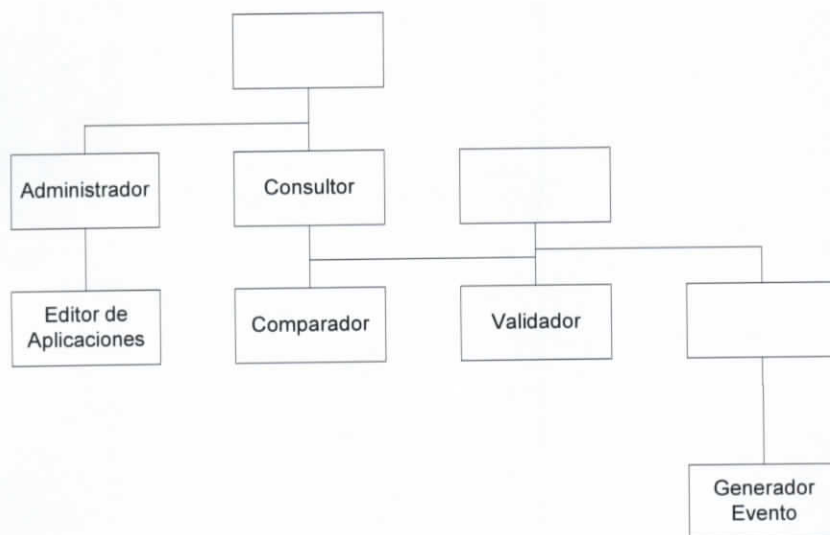 Administrador
Consultor
Editor de
Aplicaciones
Comparador
Validador
Generador
Evento